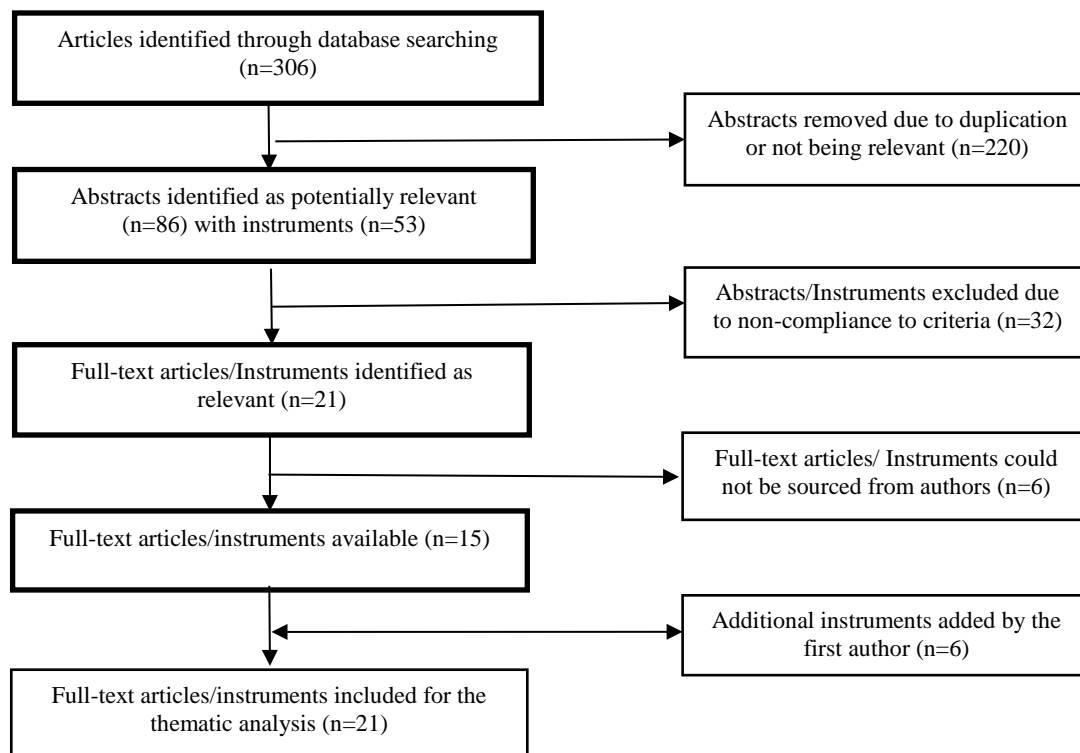 Articles identified through database searching
(n=306)
Abstracts removed due to duplication
or not being relevant (n=220)
Abstracts identified as potentially relevant
(n=86) with instruments (n=53)
Abstracts/Instruments excluded due
to non-compliance to criteria (n=32)
Full-text articles/Instruments identified as
relevant (n=21)
Full-text articles/ Instruments could
not be sourced from authors (n=6)
Full-text articles/instruments available (n=15)
Additional instruments added by the
first author (n=6)
Full-text articles/instruments included for the
thematic analysis (n=21)